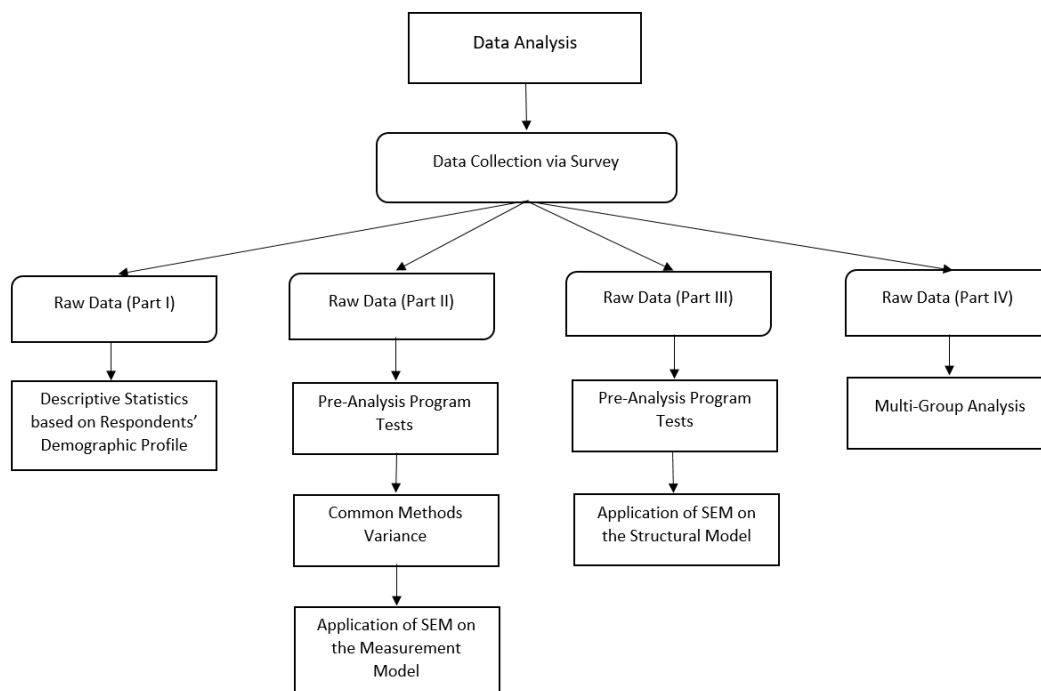 Data Analysis
Data Collection via Survey
Raw Data (Part I)
Raw Data (Part II)
Raw Data (Part III)
Raw Data (Part IV)
Descriptive Statistics
based on Respondents’
Demographic Profile
Pre-Analysis Program
Tests
Pre-Analysis Program
Tests
Multi-Group Analysis
Common Methods
Variance
Application of SEM on
the Structural Model
Application of SEM on
the Measurement
Model